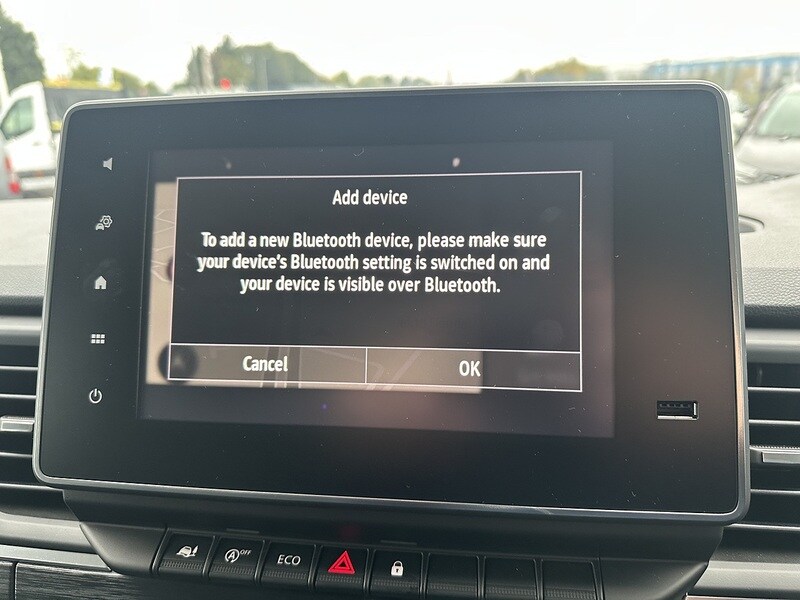 Add device
To add a new Bluetooth device, please make sure
your device's Bluetooth setting is switched on and
your device is visible over Bluetooth.
Cancel OK
A OFF ECO